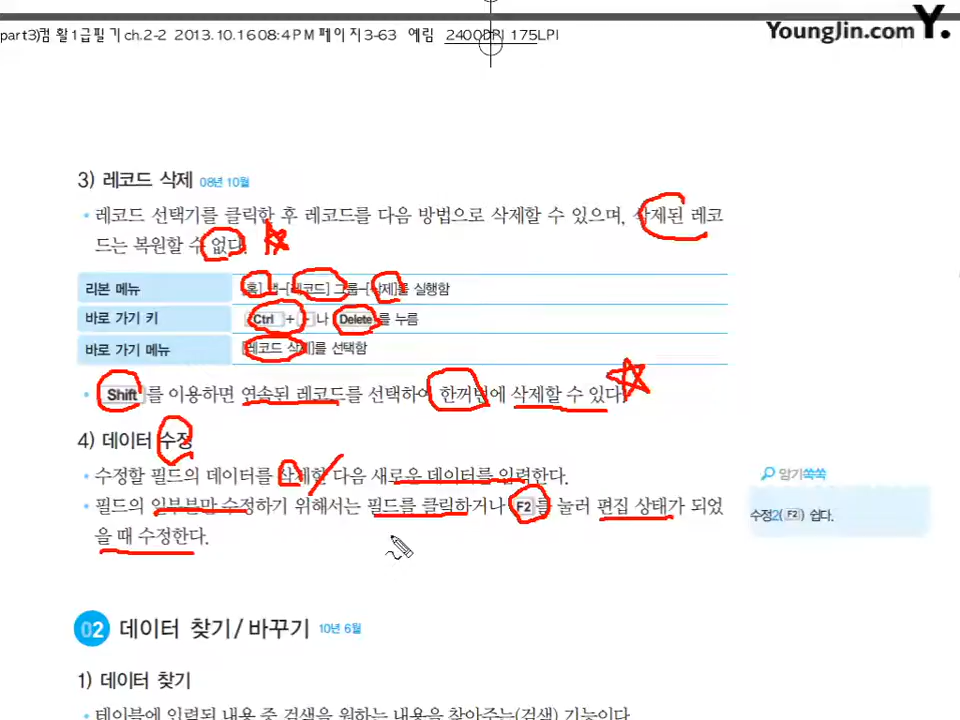 part3)컴 활1급필 기 ch.2-2 2013.10.16 08:4 PM 페 이 지 3-63 예림 2400DPI 175LPI
YoungJin.com Y.
3) 레코드 삭제 08년 10월
• 레코드 선택기를 클릭한 후 레코드를 다음 방법으로 삭제할 수 있으며, 삭제된 레코
드는 복원할 수 없다.
리본 메뉴 [홈] 탭-[레코드] 그룹-[삭제]를 실행함
바로 가기 키 Ctrl + - 나 Delete 를 누름
바로 가기 메뉴 [레코드 삭제]를 선택함
• Shift 를 이용하면 연속된 레코드를 선택하여 한꺼번에 삭제할 수 있다.
4) 데이터 수정
• 수정할 필드의 데이터를 삭제한 다음 새로운 데이터를 입력한다.
암기쏙쏙
• 필드의 일부분만 수정하기 위해서는 필드를 클릭하거나 F2 를 눌러 편집 상태가 되었
을 때 수정한다.
수정2( F2 ) 쉽다.
02 데이터 찾기/바꾸기 10년 6월
1) 데이터 찾기
• 테이블에 입력된 내용 중 검색을 원하는 내용을 찾아주는(검색) 기능이다.